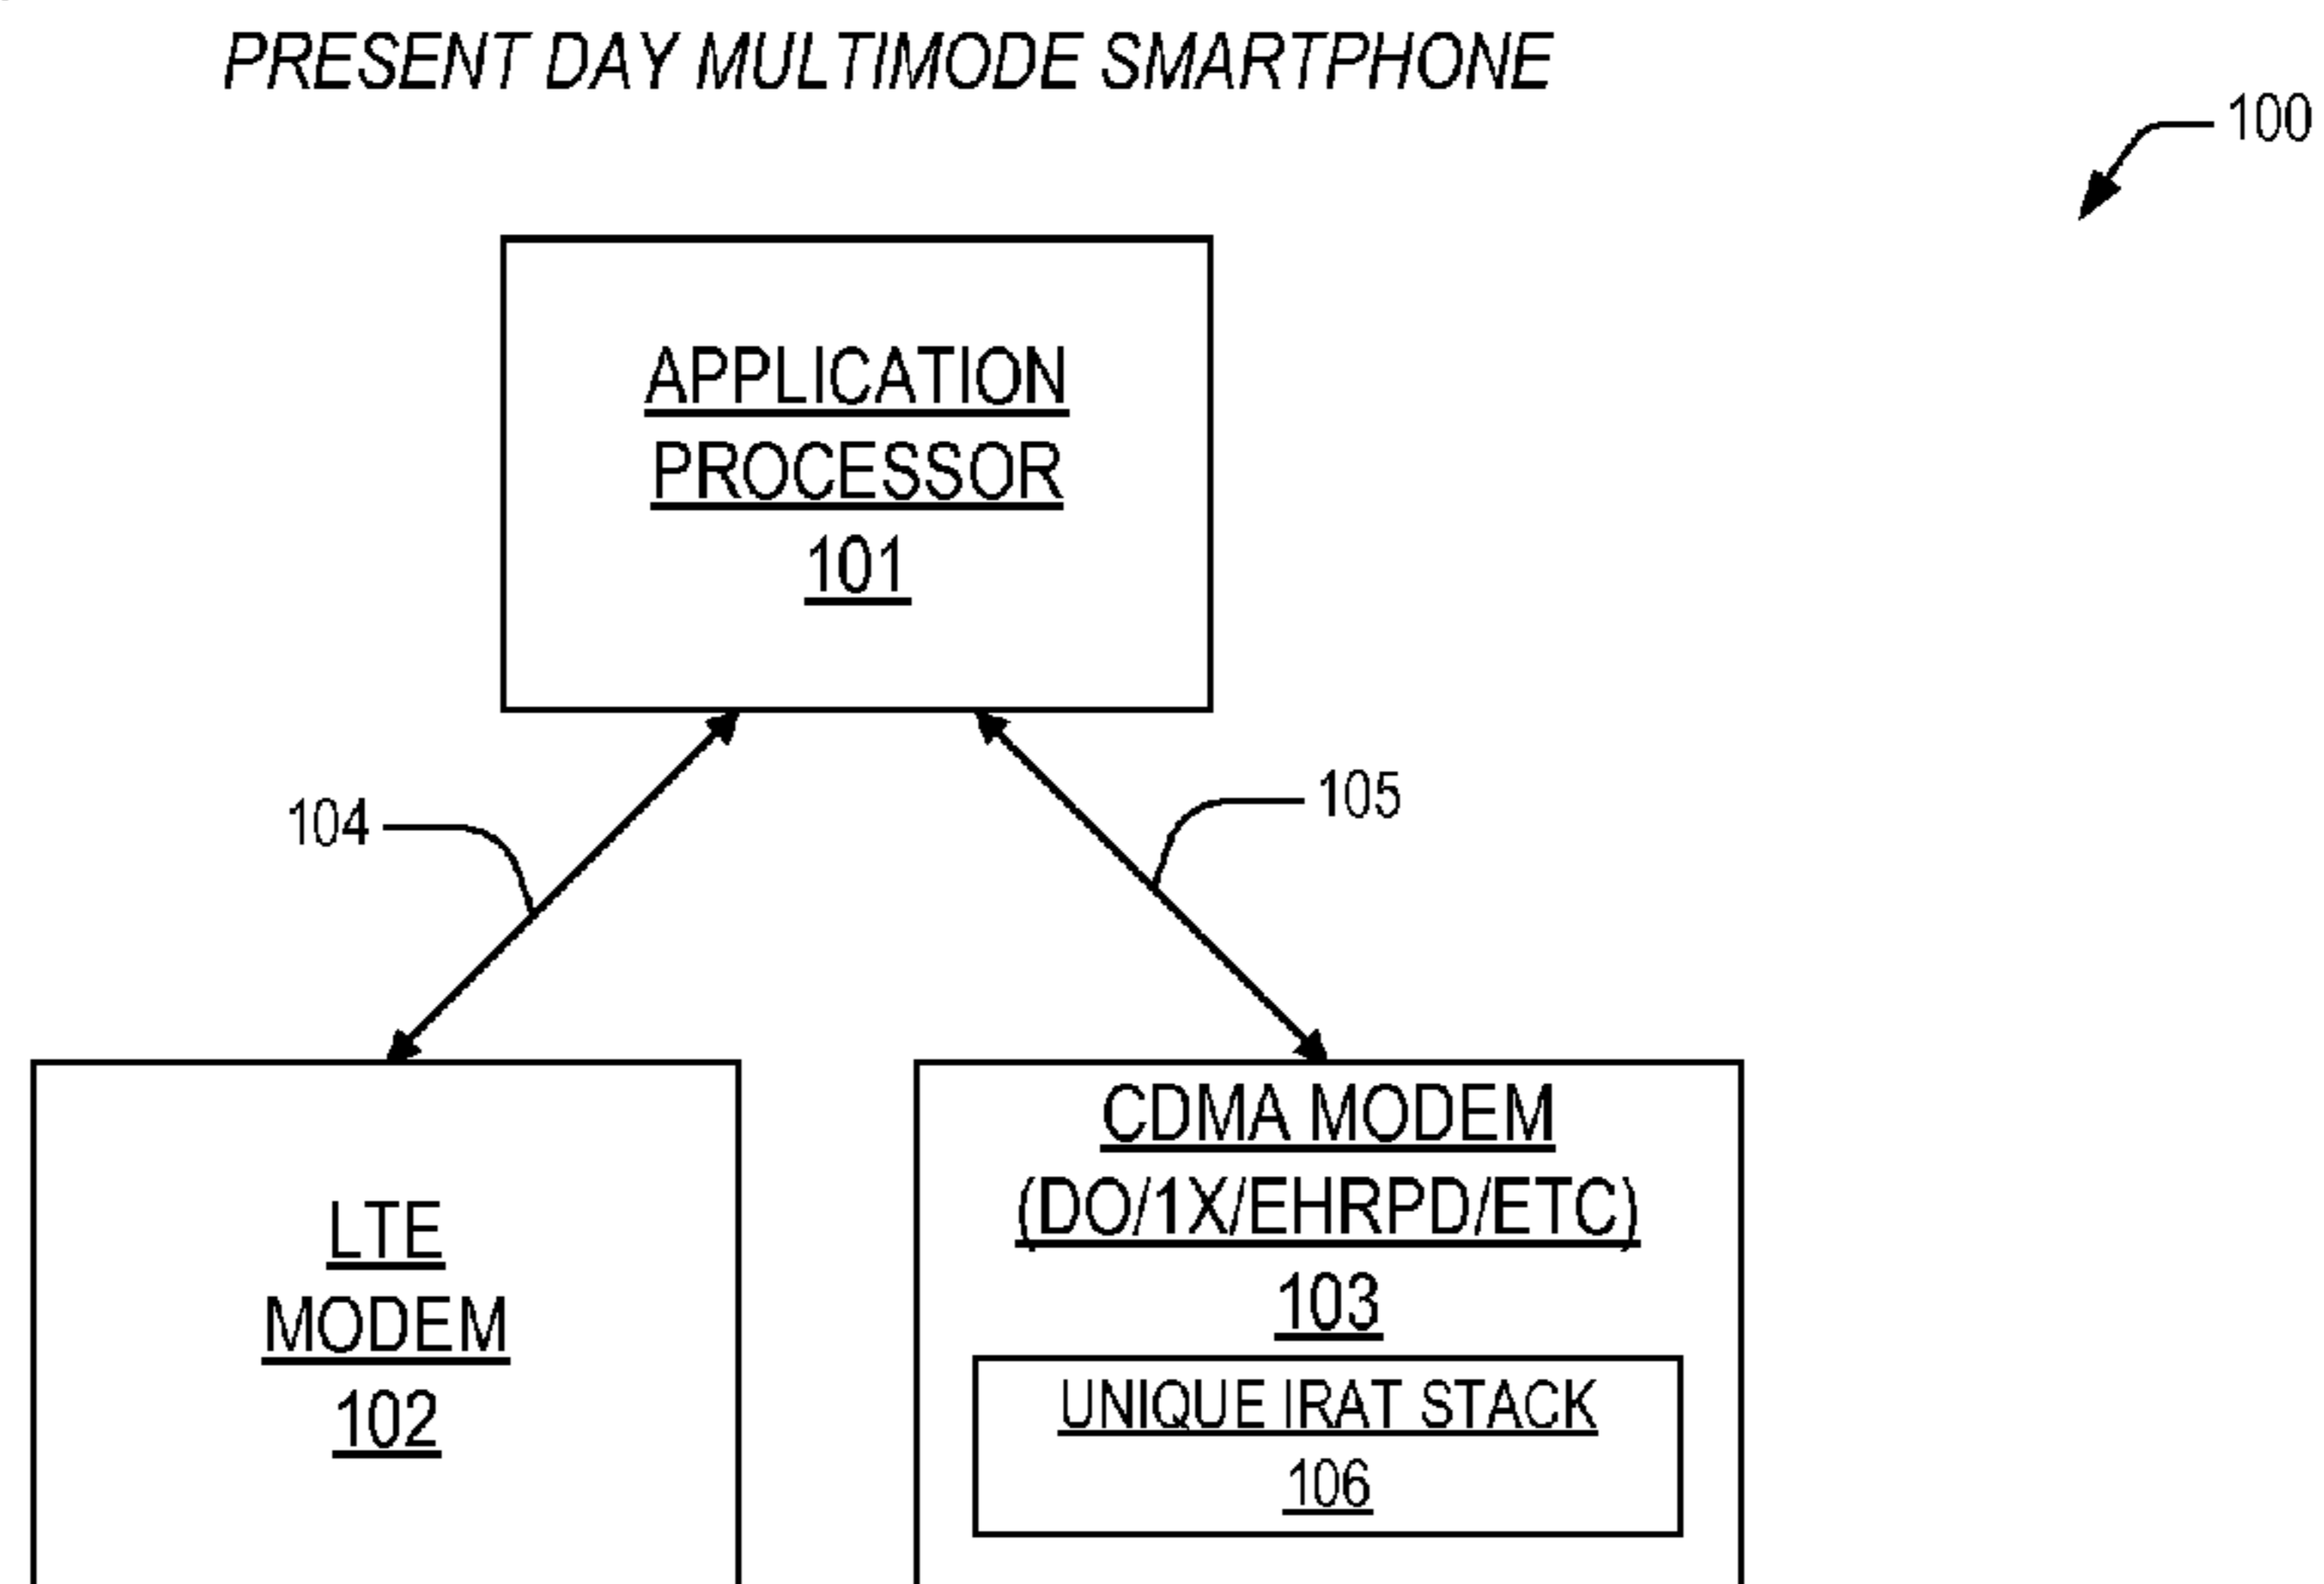 PRESENT DAY MULTIMODE SMARTPHONE
100
APPLICATION
PROCESSOR
101
104
105
LTE
MODEM
102
CDMA MODEM
(DO/1X/EHRPD/ETC)
103
UNIQUE IRAT STACK
106